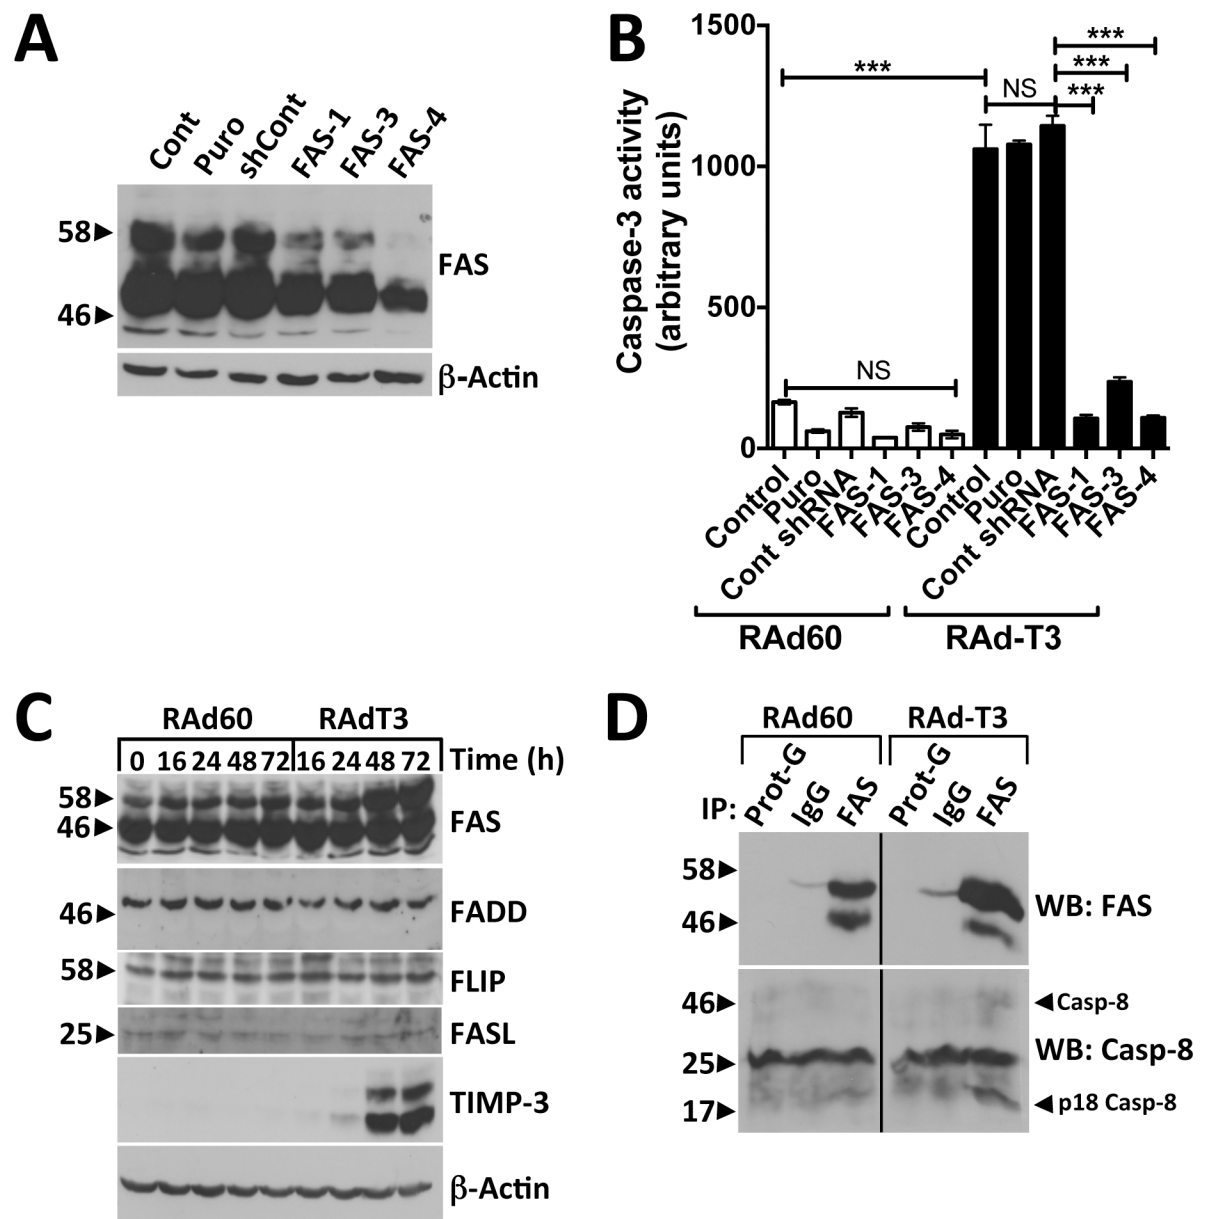 A
Cont Puro shCont FAS-1 FAS-3 FAS-4
58
FAS
46
β-Actin
B
Caspase-3 activity
(arbitrary units)
1500
1000
500
0
***
***
***
NS
***
NS
Control Puro Cont shRNA FAS-1 FAS-3 FAS-4 Control Puro Cont shRNA FAS-1 FAS-3 FAS-4
RAd60 RAd-T3
C
RAd60 RAdT3
0 16 24 48 72 16 24 48 72 Time (h)
58
46 FAS
46 FADD
58 FLIP
25 FASL
TIMP-3
β-Actin
D
RAd60 RAd-T3
IP: Prot-G IgG FAS Prot-G IgG FAS
58
46 WB: FAS
46 Casp-8
25 WB: Casp-8
17 p18 Casp-8